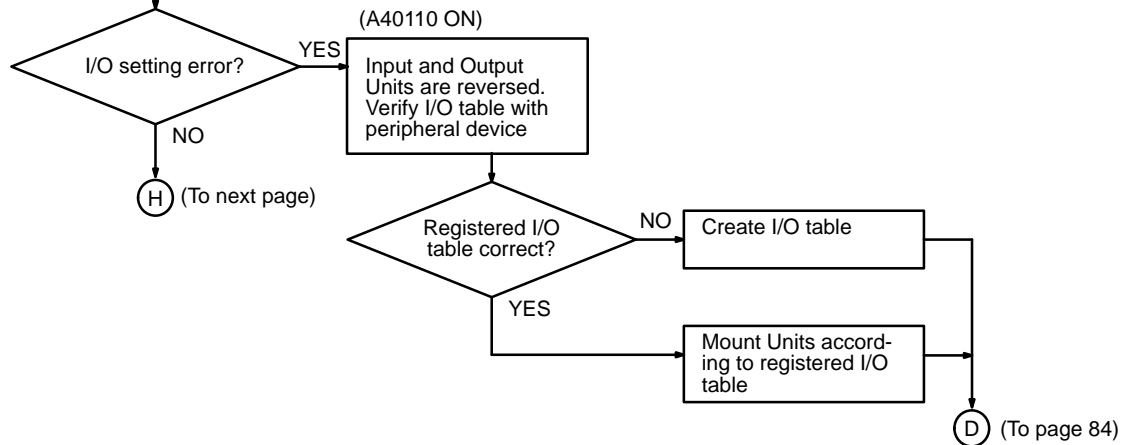 (A40110 ON)
I/O setting error?
YES
Input and Output
Units are reversed.
Verify I/O table with
peripheral device
NO
H
(To next page)
Registered I/O
table correct?
NO
Create I/O table
YES
Mount Units accord-
ing to registered I/O
table
D
(To page 84)